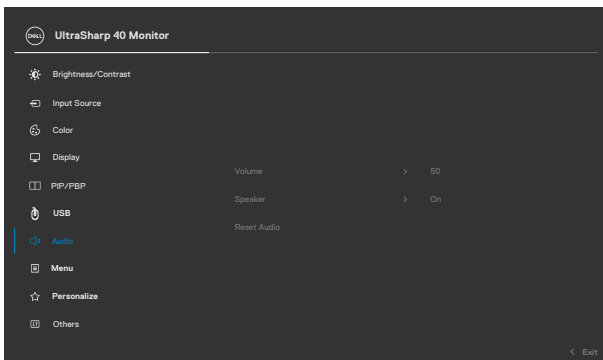 DELL UltraSharp 40 Monitor
Brightness/Contrast
Input Source
Color
Display
PIP/PBP
USB
Audio
Menu
Personalize
Others
Volume > 50
Speaker > On
Reset Audio
< Exit